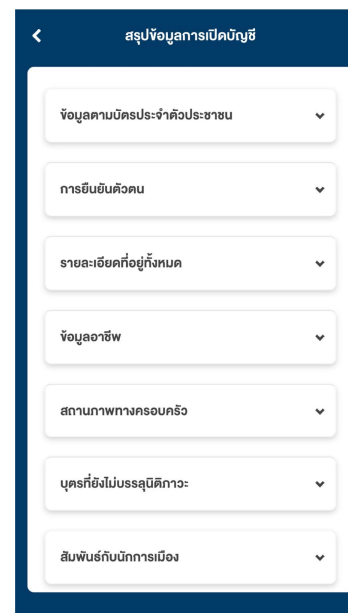 สรุปข้อมูลการเปิดบัญชี
ข้อมูลตามบัตรประจำตัวประชาชน
การยืนยันตัวตน
รายละเอียดที่อยู่ทั้งหมด
ข้อมูลอาชีพ
สถานภาพทางครอบครัว
บุตรที่ยังไม่บรรลุนิติภาวะ
สัมพันธ์กับนักการเมือง